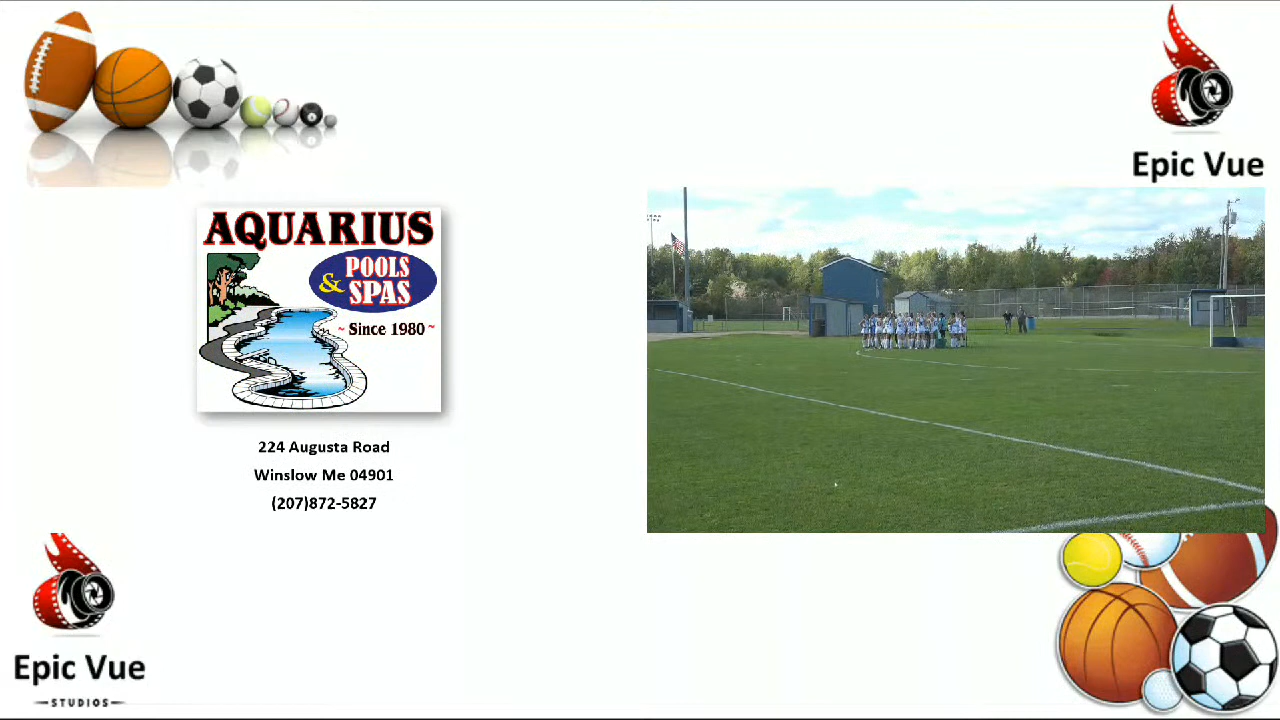 Epic Vue
AQUARIUS
POOLS
& SPAS
~ Since 1980 ~
224 Augusta Road
Winslow Me 04901
(207)872-5827
Epic Vue
STUDIOS